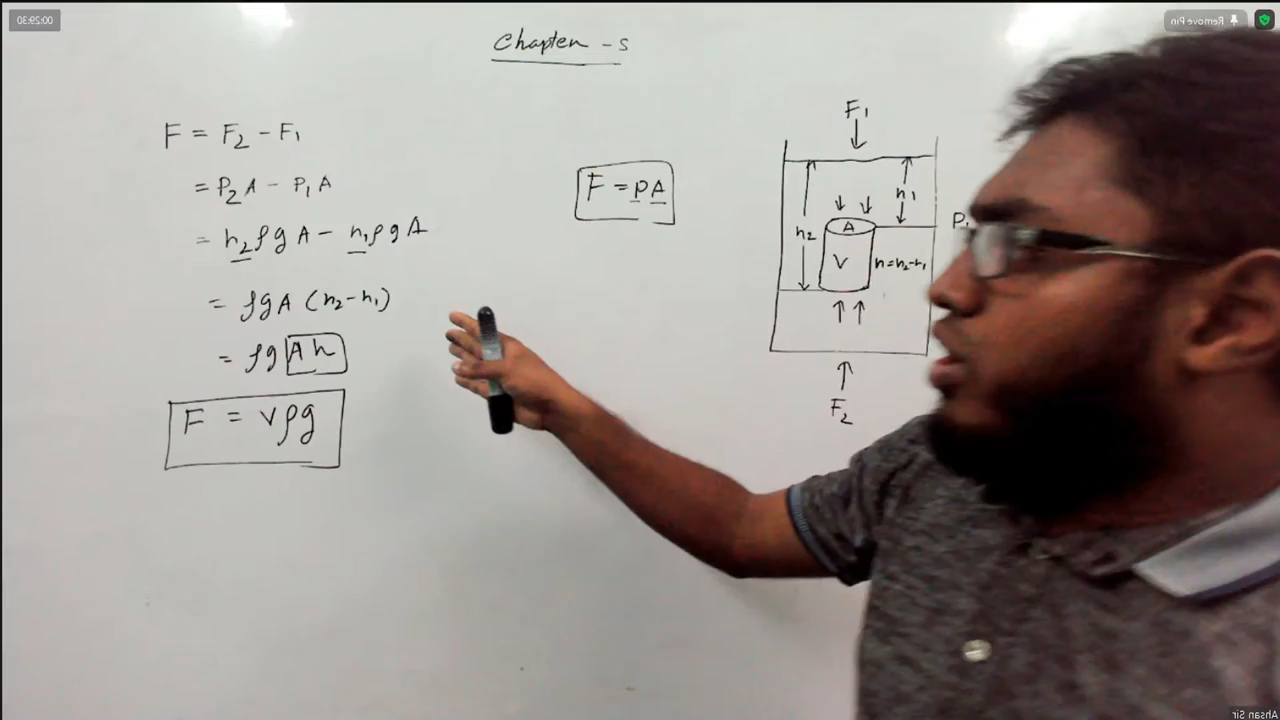 00:29:30
Remove Pin
Chapter - 5
F = F₂ - F₁
= P₂A - P₁A
= h₂ρgA - h₁ρgA
= ρgA (h₂-h₁)
= ρg Ah
F = Vρg
F = PA
F₁
h₁
h₂
A
P₁
V
h=h₂-h₁
F₂
Ahsan Sir